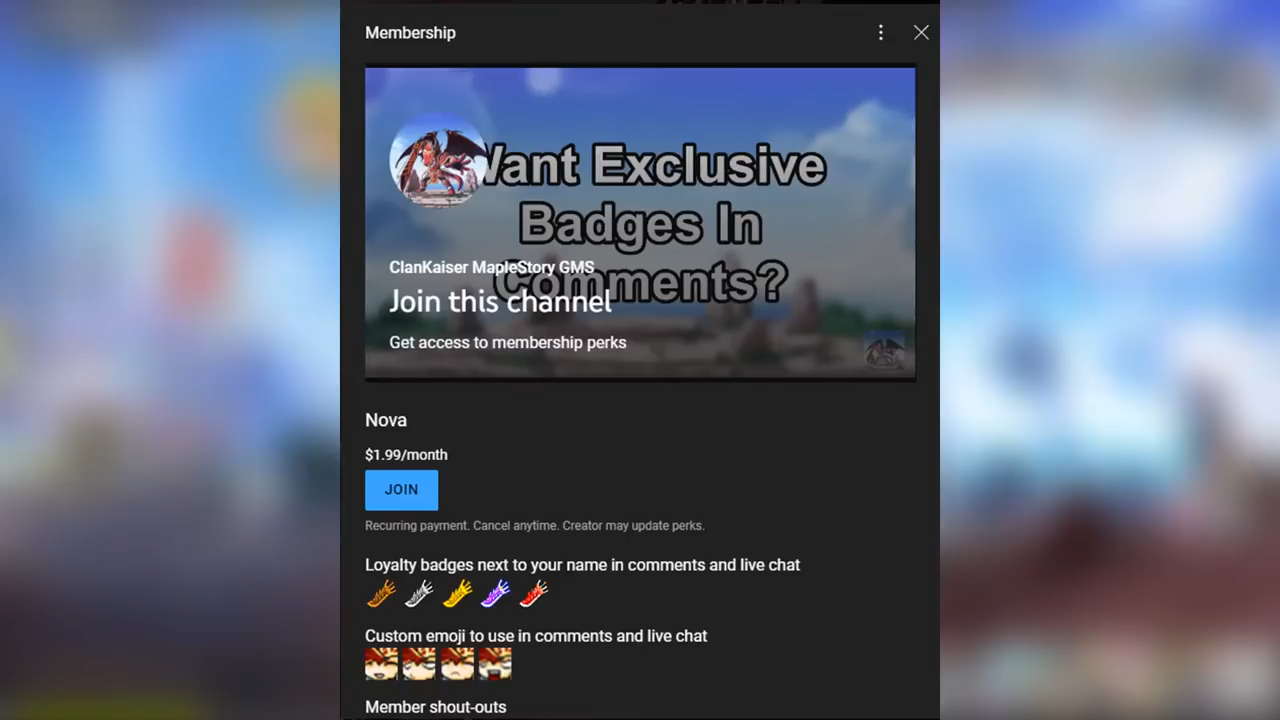 Membership
Want Exclusive
Badges In
Comments?
ClanKaiser MapleStory GMS
Join this channel
Get access to membership perks
Nova
$1.99/month
JOIN
Recurring payment. Cancel anytime. Creator may update perks.
Loyalty badges next to your name in comments and live chat
Custom emoji to use in comments and live chat
Member shout-outs